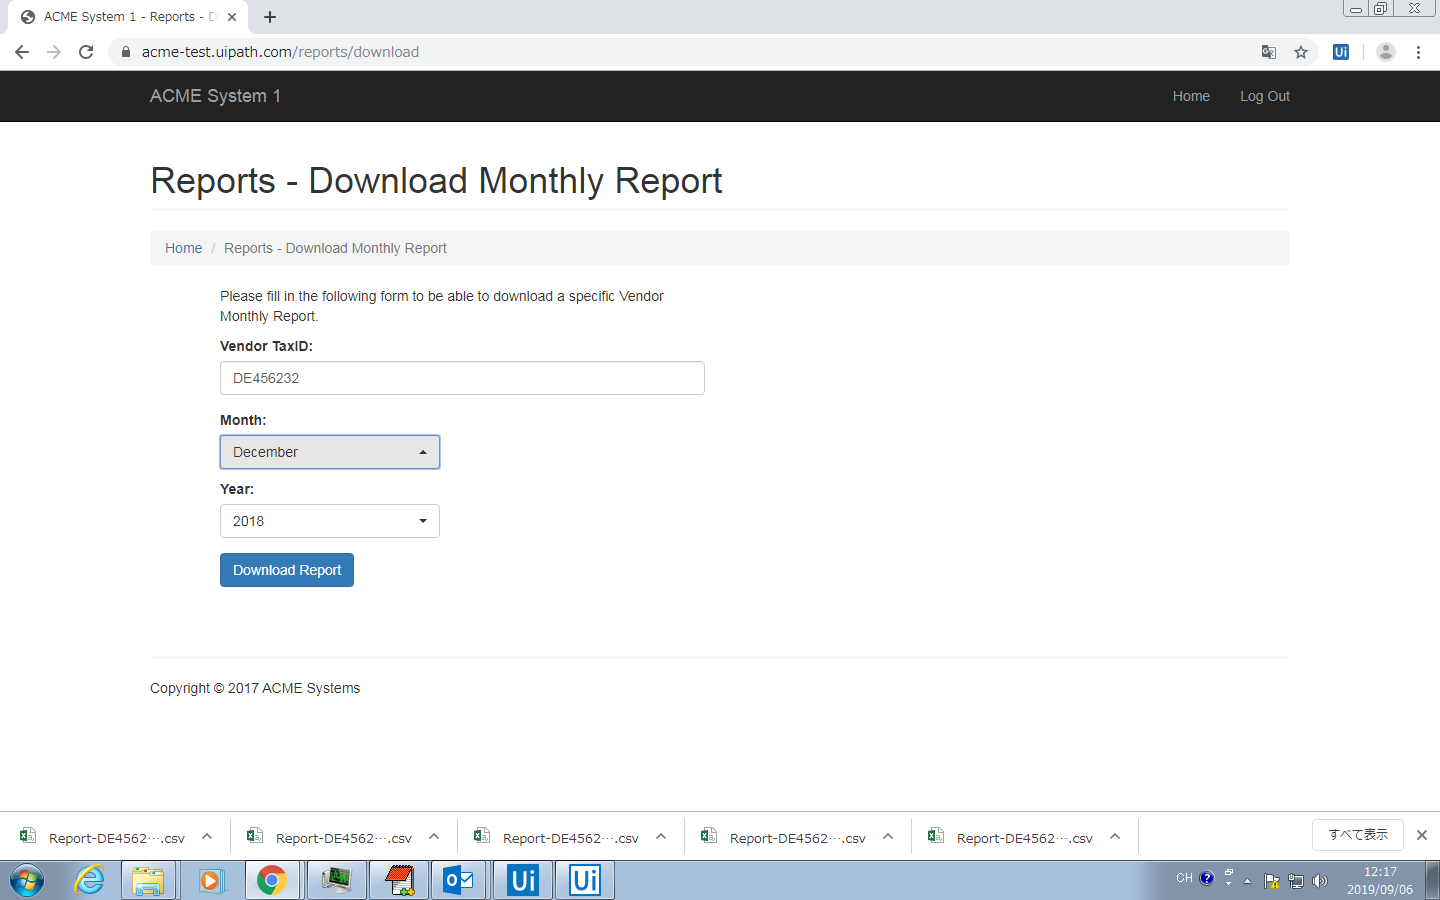 ACME System 1 - Reports - D
acme-test.uipath.com/reports/download
Ui
ACME System 1
Home
Log Out
Reports - Download Monthly Report
Home / Reports - Download Monthly Report
Please fill in the following form to be able to download a specific Vendor
Monthly Report.
Vendor TaxID:
DE456232
Month:
December
Year:
2018
Download Report
Copyright © 2017 ACME Systems
Report-DE4562⋯.csv
Report-DE4562⋯.csv
Report-DE4562⋯.csv
Report-DE4562⋯.csv
Report-DE4562⋯.csv
すべて表示
Ui
Ui
CH
12:17
2019/09/06